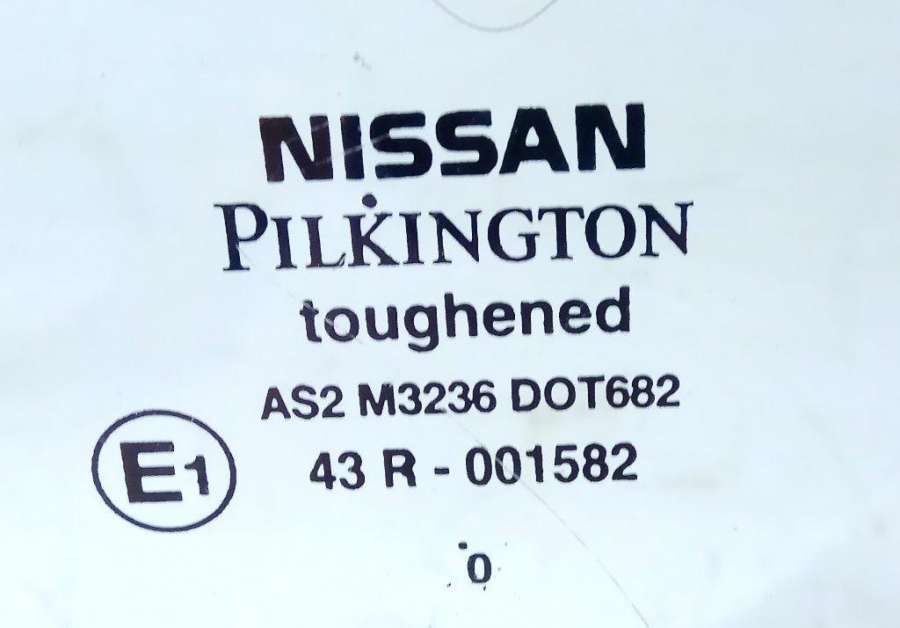 NISSAN
PILKINGTON
toughened
AS2 M3236 DOT682
E1 43 R - 001582
0